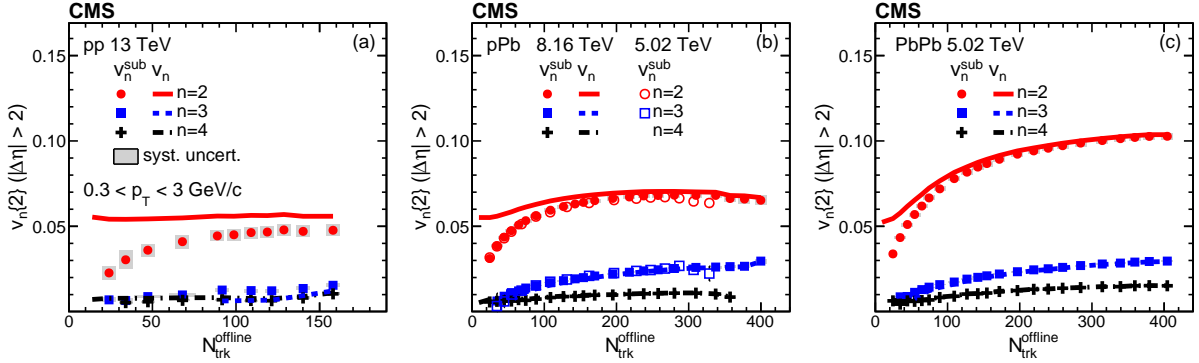 CMS
pp 13 TeV
(a)
v_n^sub v_n
n=2
n=3
n=4
syst. uncert.
0.3 < p_T < 3 GeV/c
v_n{2} (|Δη| > 2)
0.05
0.10
0.15
0 50 100 150
N_trk^offline
CMS
pPb 8.16 TeV 5.02 TeV
(b)
v_n^sub v_n v_n^sub
n=2
n=3
n=4
v_n{2} (|Δη| > 2)
0.05
0.10
0.15
0 100 200 300 400
N_trk^offline
CMS
PbPb 5.02 TeV
(c)
v_n^sub v_n
n=2
n=3
n=4
v_n{2} (|Δη| > 2)
0.05
0.10
0.15
0 100 200 300 400
N_trk^offline